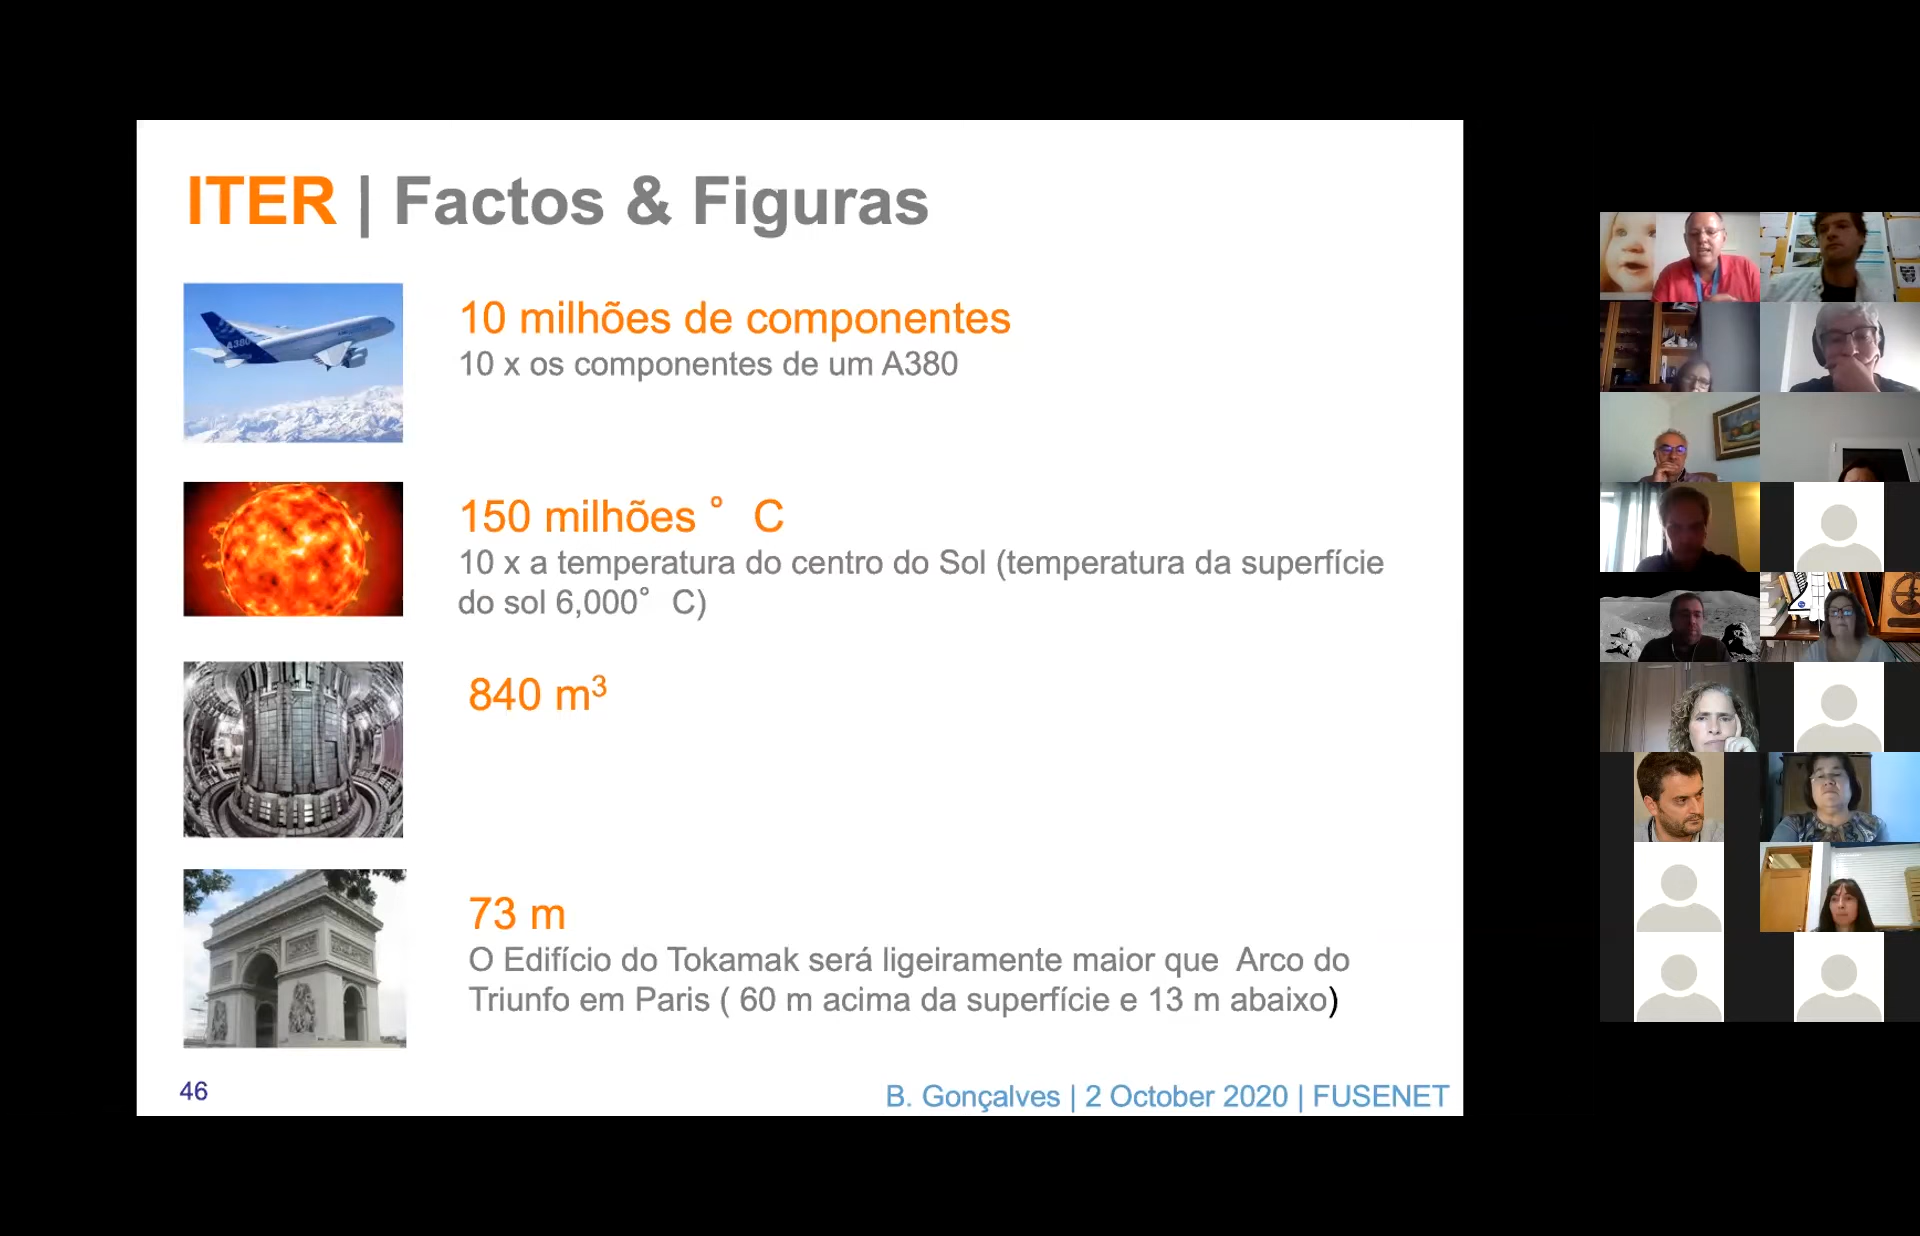 ITER | Factos & Figuras
A380
10 milhões de componentes
10 x os componentes de um A380
150 milhões ° C
10 x a temperatura do centro do Sol (temperatura da superfície
do sol 6,000° C)
840 m³
73 m
O Edifício do Tokamak será ligeiramente maior que Arco do
Triunfo em Paris ( 60 m acima da superfície e 13 m abaixo)
46
B. Gonçalves | 2 October 2020 | FUSENET